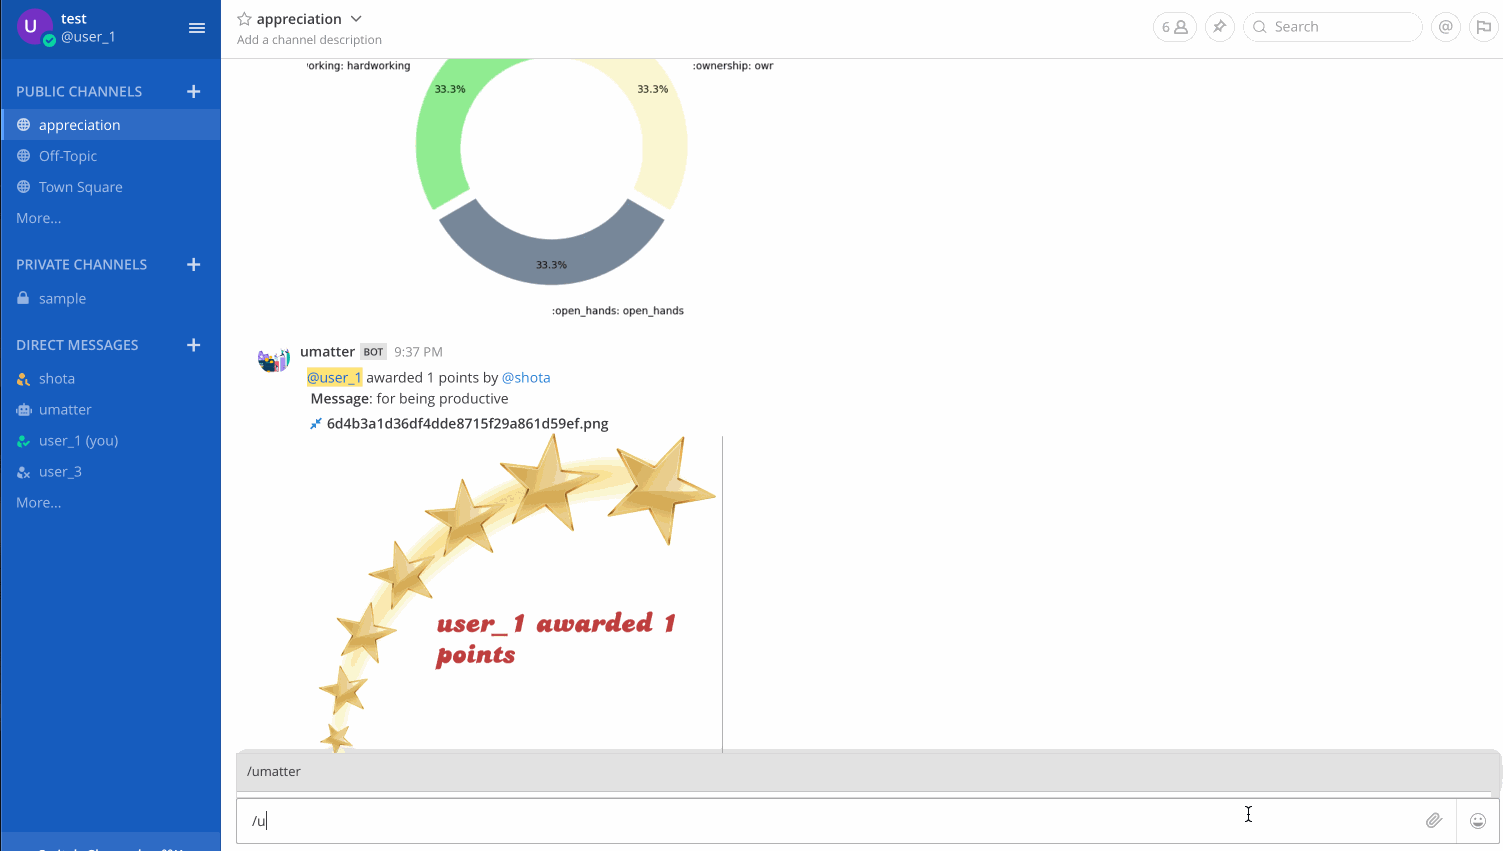 U
test
@user_1
PUBLIC CHANNELS
appreciation
Off-Topic
Town Square
More...
PRIVATE CHANNELS
sample
DIRECT MESSAGES
shota
umatter
user_1 (you)
user_3
More...
appreciation
Add a channel description
6
Search
orking: hardworking
:ownership: owr
33.3%
33.3%
33.3%
:open_hands: open_hands
umatter BOT 9:37 PM
@user_1 awarded 1 points by @shota
Message: for being productive
6d4b3a1d36df4dde8715f29a861d59ef.png
user_1 awarded 1
points
/umatter
/u